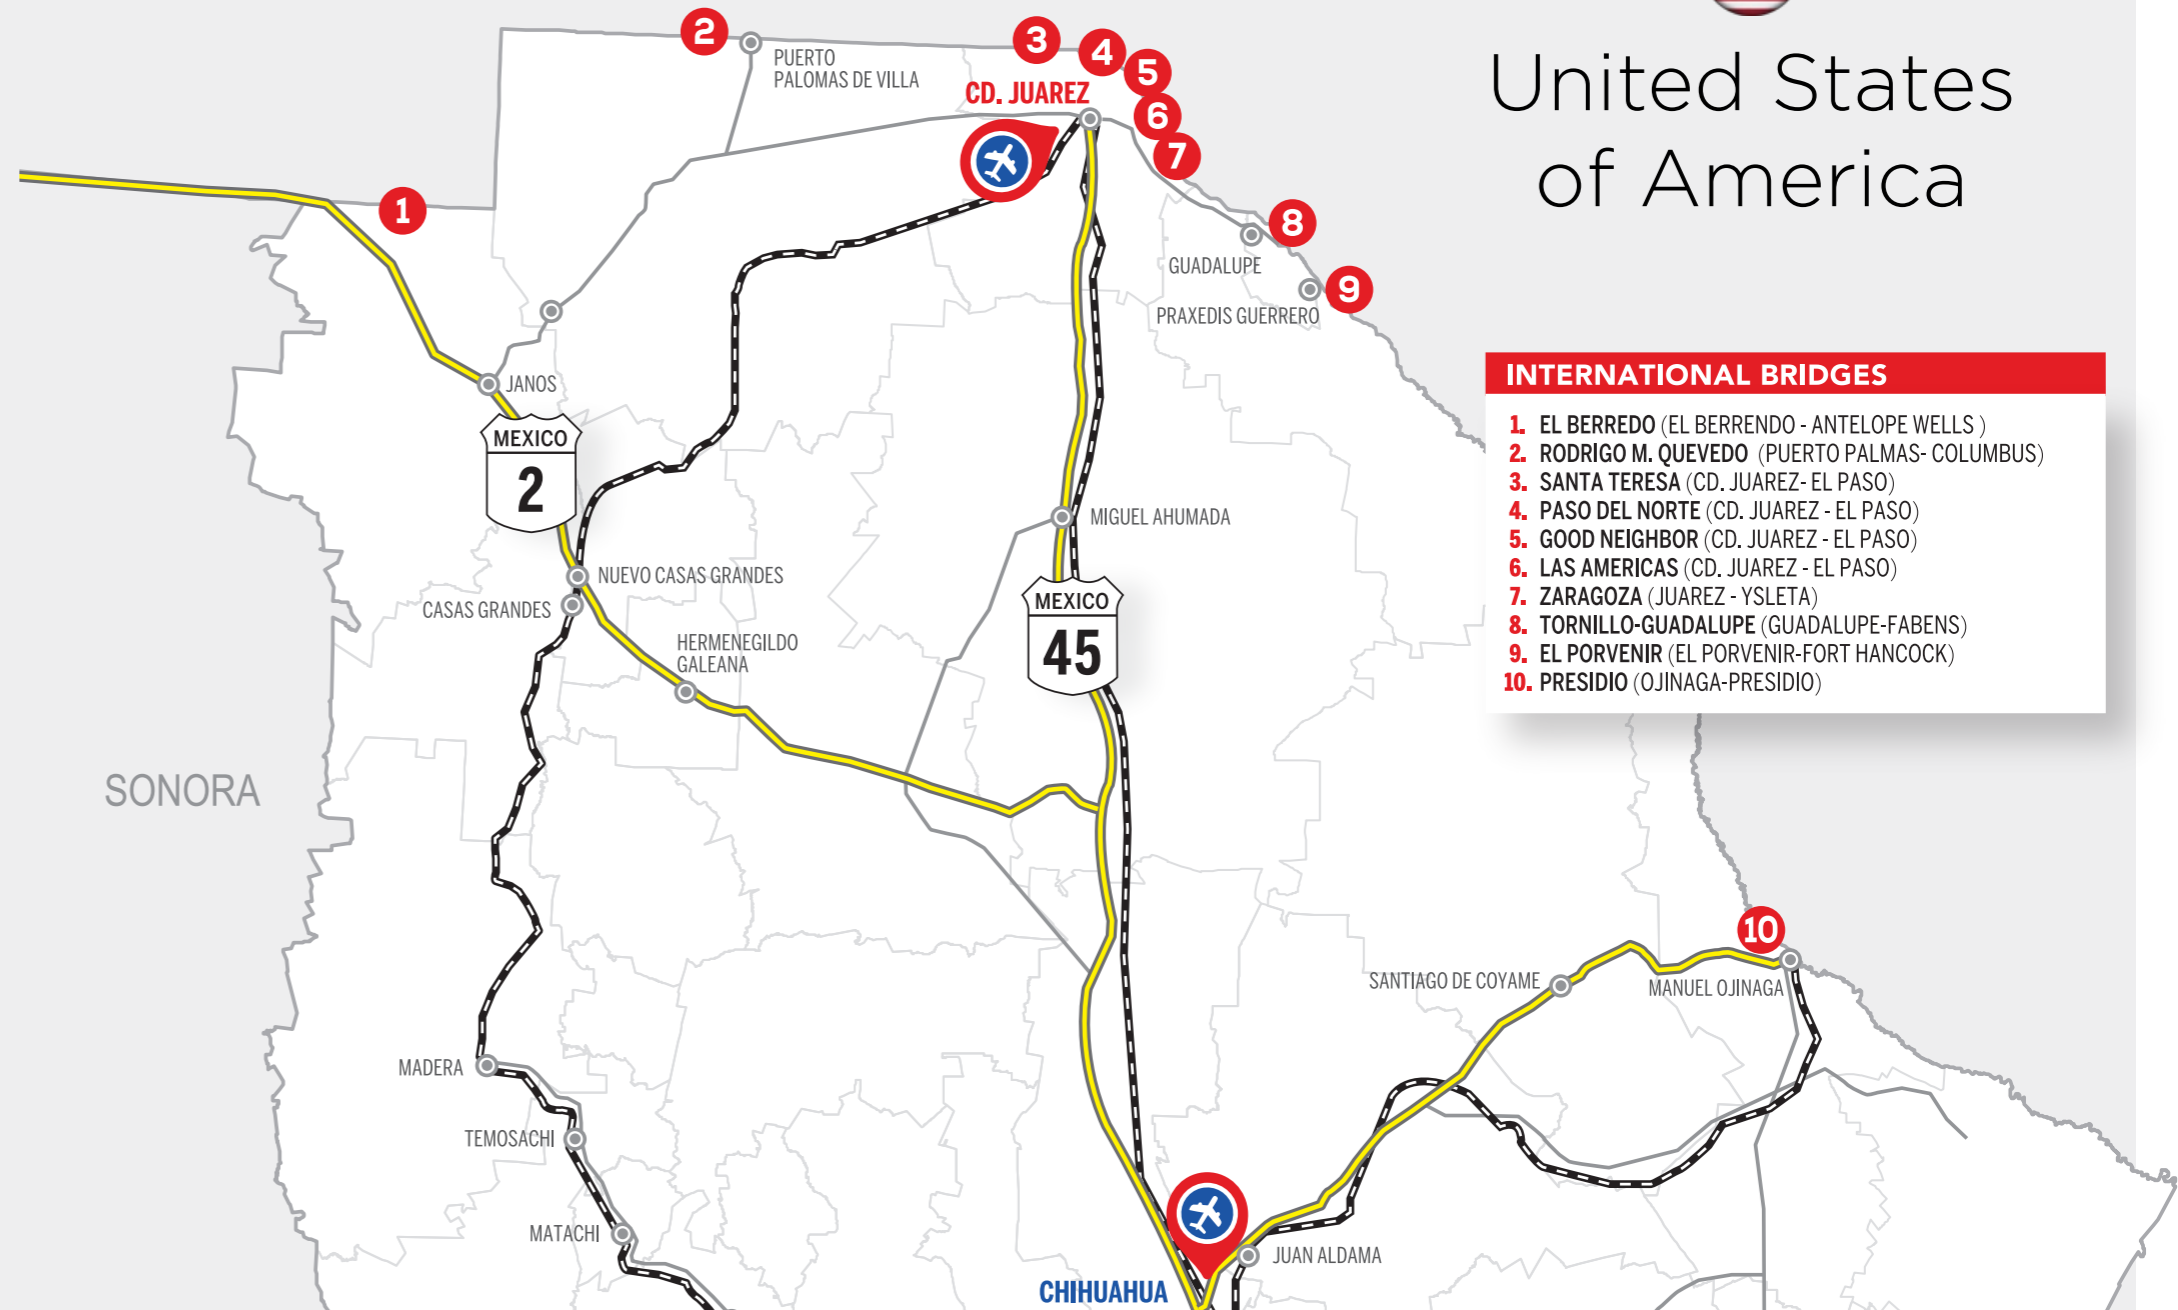 United States
of America
2
3
4
5
6
7
8
9
1
10
PUERTO
PALOMAS DE VILLA
CD. JUAREZ
GUADALUPE
PRAXEDIS GUERRERO
JANOS
MEXICO
2
MIGUEL AHUMADA
NUEVO CASAS GRANDES
CASAS GRANDES
MEXICO
45
HERMENEGILDO
GALEANA
INTERNATIONAL BRIDGES
1. EL BERREDO (EL BERRENDO - ANTELOPE WELLS )
2. RODRIGO M. QUEVEDO (PUERTO PALMAS- COLUMBUS)
3. SANTA TERESA (CD. JUAREZ- EL PASO)
4. PASO DEL NORTE (CD. JUAREZ - EL PASO)
5. GOOD NEIGHBOR (CD. JUAREZ - EL PASO)
6. LAS AMERICAS (CD. JUAREZ - EL PASO)
7. ZARAGOZA (JUAREZ - YSLETA)
8. TORNILLO-GUADALUPE (GUADALUPE-FABENS)
9. EL PORVENIR (EL PORVENIR-FORT HANCOCK)
10. PRESIDIO (OJINAGA-PRESIDIO)
SONORA
SANTIAGO DE COYAME
MANUEL OJINAGA
MADERA
TEMOSACHI
MATACHI
JUAN ALDAMA
CHIHUAHUA